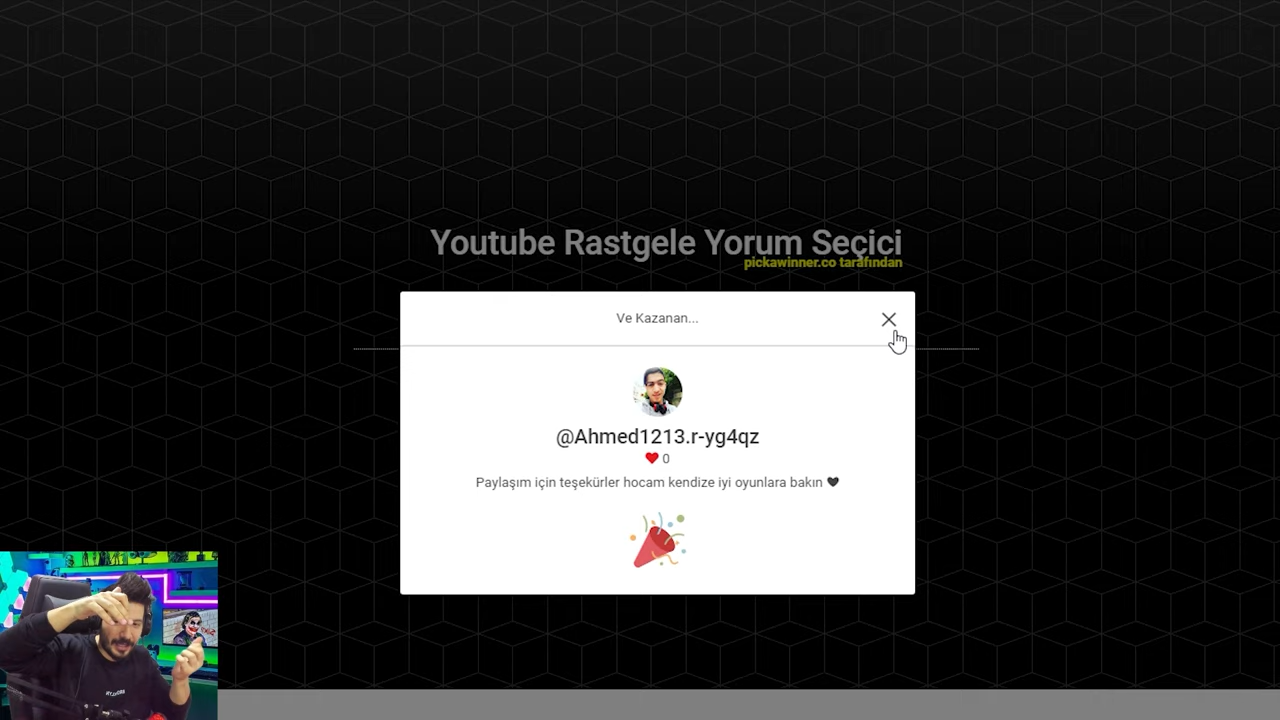 Youtube Rastgele Yorum Seçici
pickawinner.co tarafından
Ve Kazanan...
@Ahmed1213.r-yg4qz
0
Paylaşım için teşekürler hocam kendize iyi oyunlara bakın 🖤